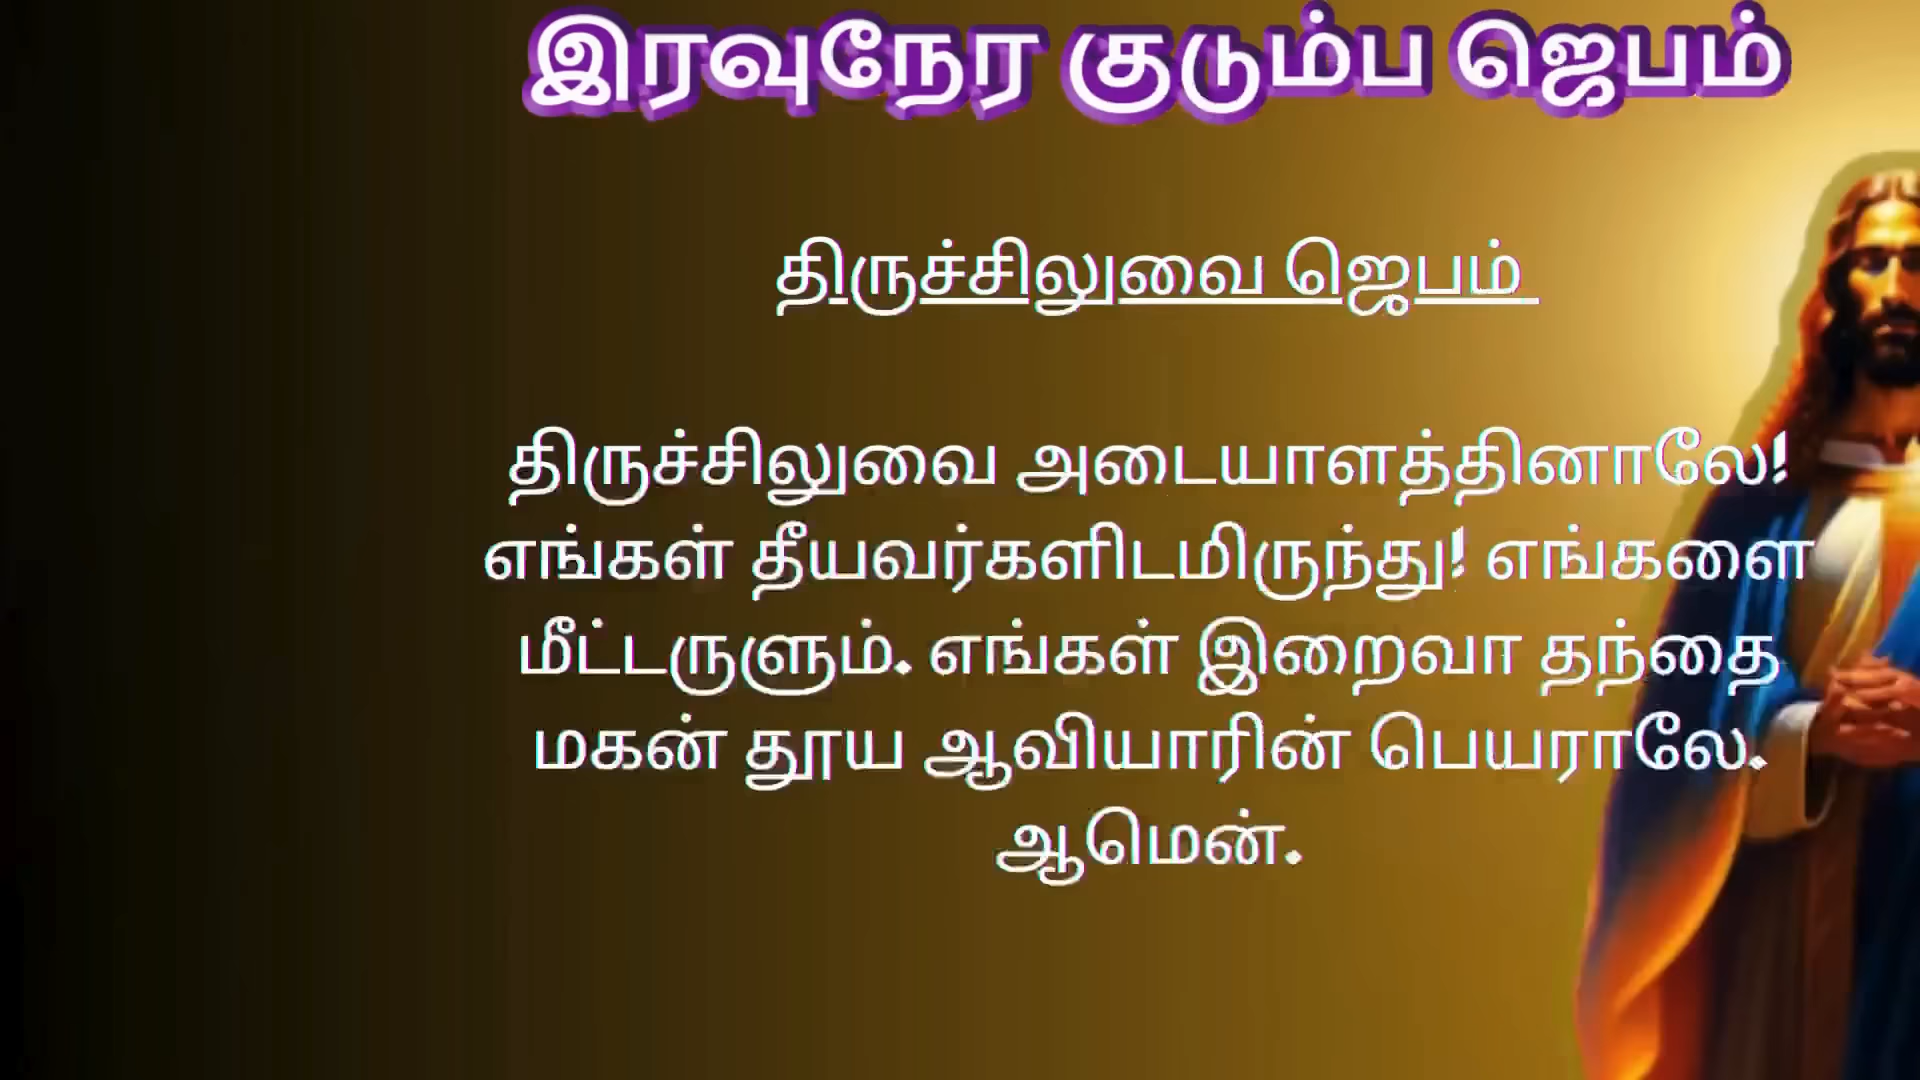 இரவுநேர குடும்ப ஜெபம்
திருச்சிலுவை ஜெபம்
திருச்சிலுவை அடையாளத்தினாலே!
எங்கள் தீயவர்களிடமிருந்து! எங்களை
மீட்டருளும். எங்கள் இறைவா தந்தை
மகன் தூய ஆவியாரின் பெயராலே.
ஆமென்.